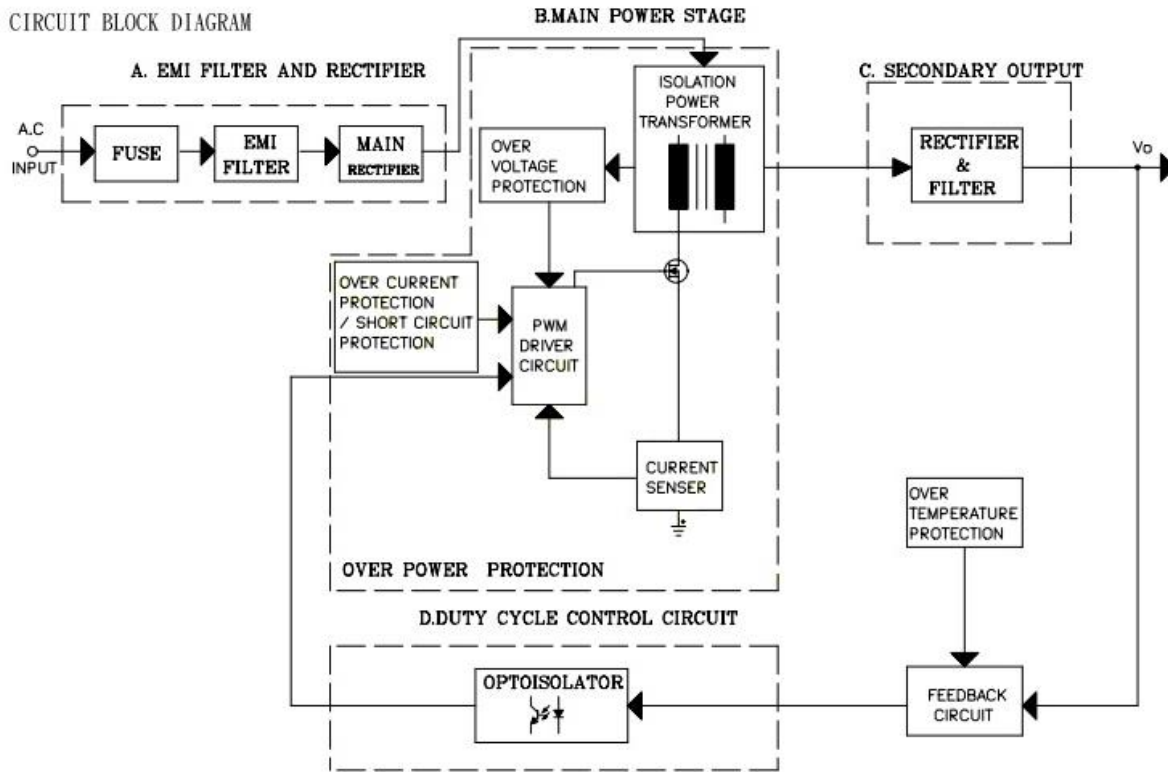 CIRCUIT BLOCK DIAGRAM
B.MAIN POWER STAGE
A. EMI FILTER AND RECTIFIER
C. SECONDARY OUTPUT
A.C
INPUT
FUSE
EMI
FILTER
MAIN
RECTIFIER
ISOLATION
POWER
TRANSFORMER
OVER
VOLTAGE
PROTECTION
RECTIFIER
&
FILTER
Vo
OVER CURRENT
PROTECTION
/ SHORT CIRCUIT
PROTECTION
PWM
DRIVER
CIRCUIT
CURRENT
SENSER
OVER
TEMPERATURE
PROTECTION
OVER POWER PROTECTION
D.DUTY CYCLE CONTROL CIRCUIT
OPTOISOLATOR
FEEDBACK
CIRCUIT